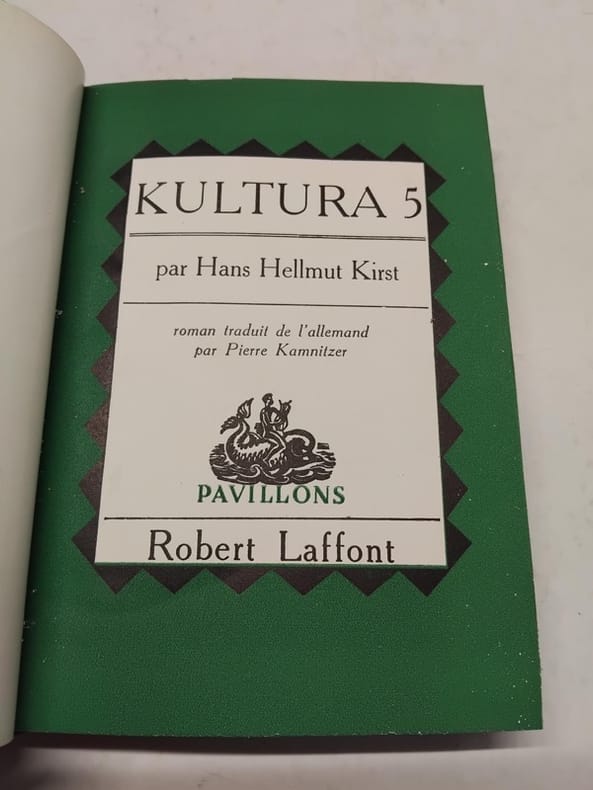 KULTURA 5
par Hans Hellmut Kirst
roman traduit de l'allemand
par Pierre Kamnitzer
PAVILLONS
Robert Laffont